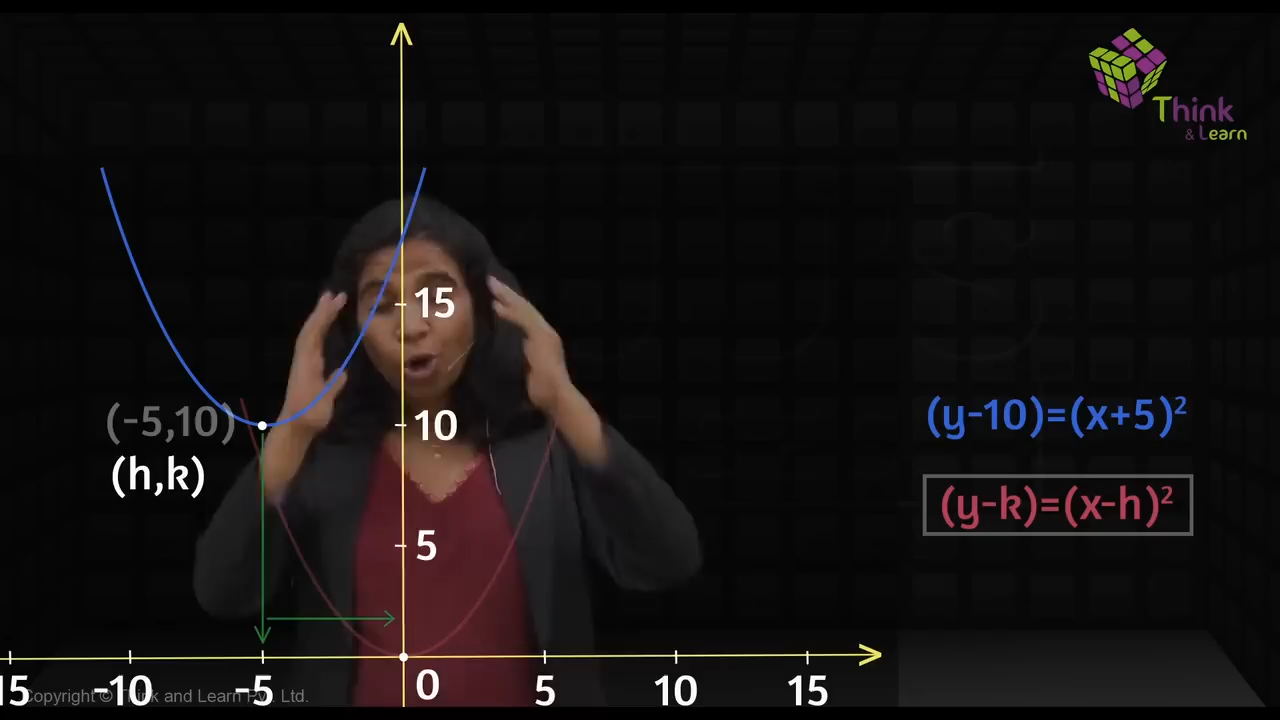 Think
& Learn
15
(-5,10)
10
(y-10)=(x+5)²
(h,k)
(y-k)=(x-h)²
5
15 -10 -5 0 5 10 15
Copyright © Think and Learn Pvt. Ltd.